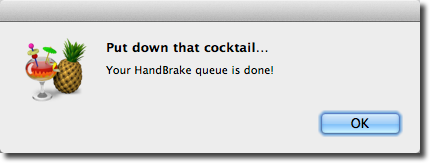 Put down that cocktail...
Your HandBrake queue is done!
OK